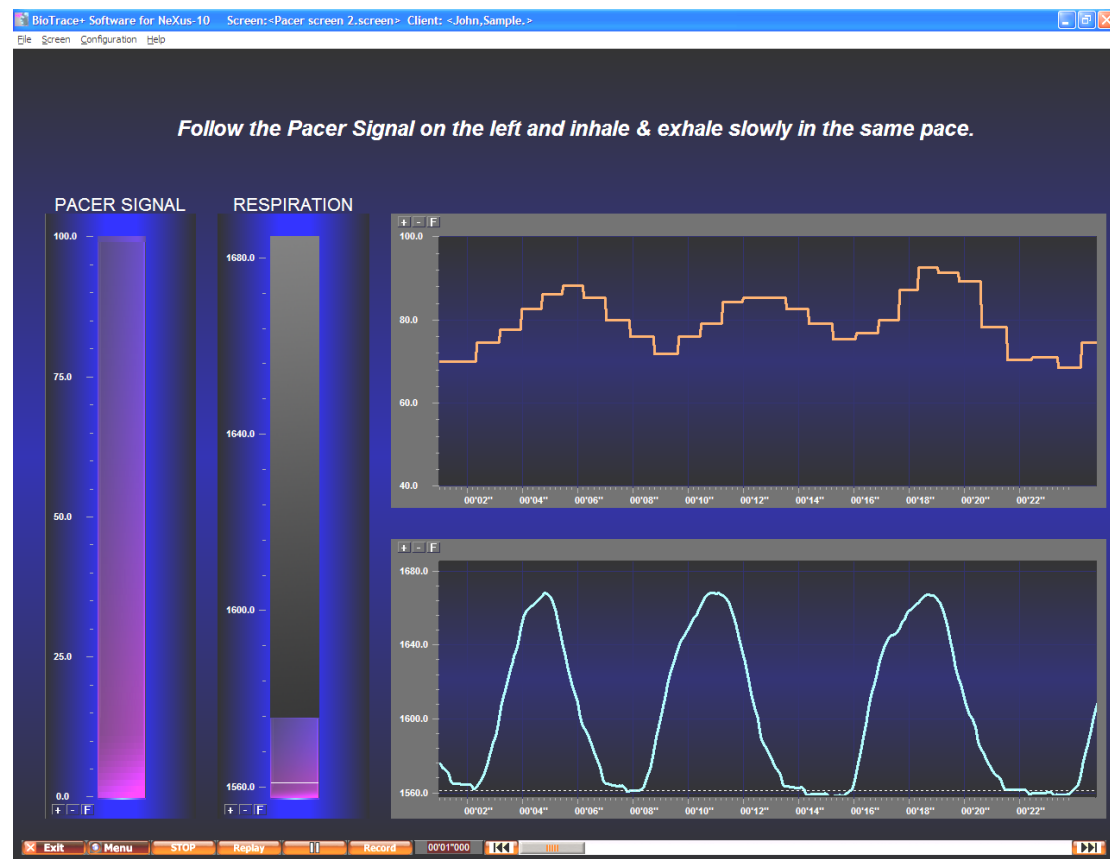 BioTrace+ Software for NeXus-10 Screen:<Pacer screen 2.screen> Client: <John,Sample.>
File Screen Configuration Help
Follow the Pacer Signal on the left and inhale & exhale slowly in the same pace.
PACER SIGNAL
100.0
75.0
50.0
25.0
0.0
+ - F
RESPIRATION
1680.0
1640.0
1600.0
1560.0
+ - F
+ - F
100.0
80.0
60.0
40.0
00'02" 00'04" 00'06" 00'08" 00'10" 00'12" 00'14" 00'16" 00'18" 00'20" 00'22"
+ - F
1680.0
1640.0
1600.0
1560.0
00'02" 00'04" 00'06" 00'08" 00'10" 00'12" 00'14" 00'16" 00'18" 00'20" 00'22"
Exit Menu STOP Replay Record 00'01"000